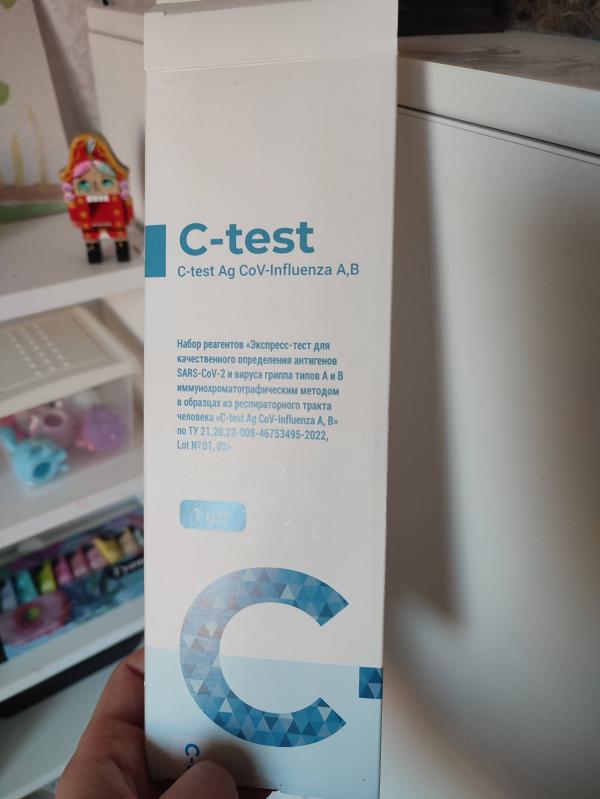 C-test
C-test Ag CoV-Influenza A,B
Набор реагентов «Экспресс-тест для
качественного определения антигенов
SARS-CoV-2 и вируса гриппа типов А и В
иммунохроматографическим методом
в образцах из респираторного тракта
человека «C-test Ag CoV-Influenza A, B»
по ТУ 21.20.23-008-46753495-2022,
Lot № 01, 02»
1 шт